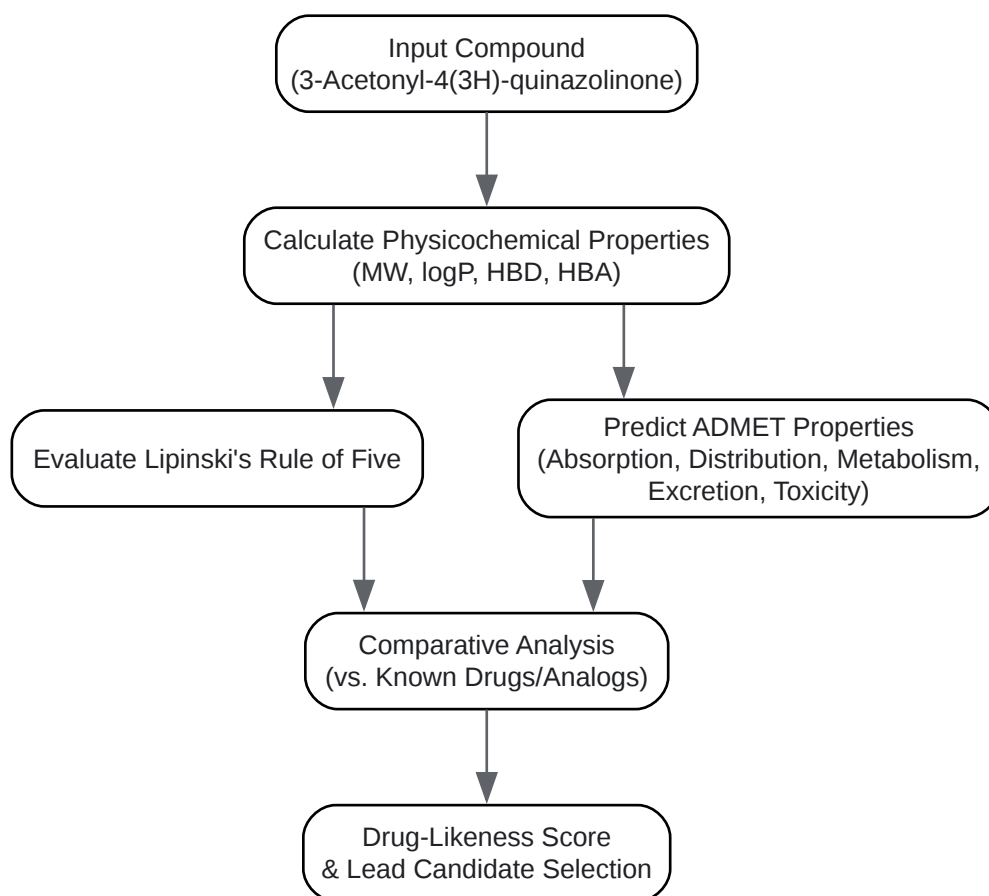 Input Compound
(3-Acetonyl-4(3H)-quinazolinone)
Calculate Physicochemical Properties
(MW, logP, HBD, HBA)
Evaluate Lipinski's Rule of Five
Predict ADMET Properties
(Absorption, Distribution, Metabolism,
Excretion, Toxicity)
Comparative Analysis
(vs. Known Drugs/Analogs)
Drug-Likeness Score
& Lead Candidate Selection